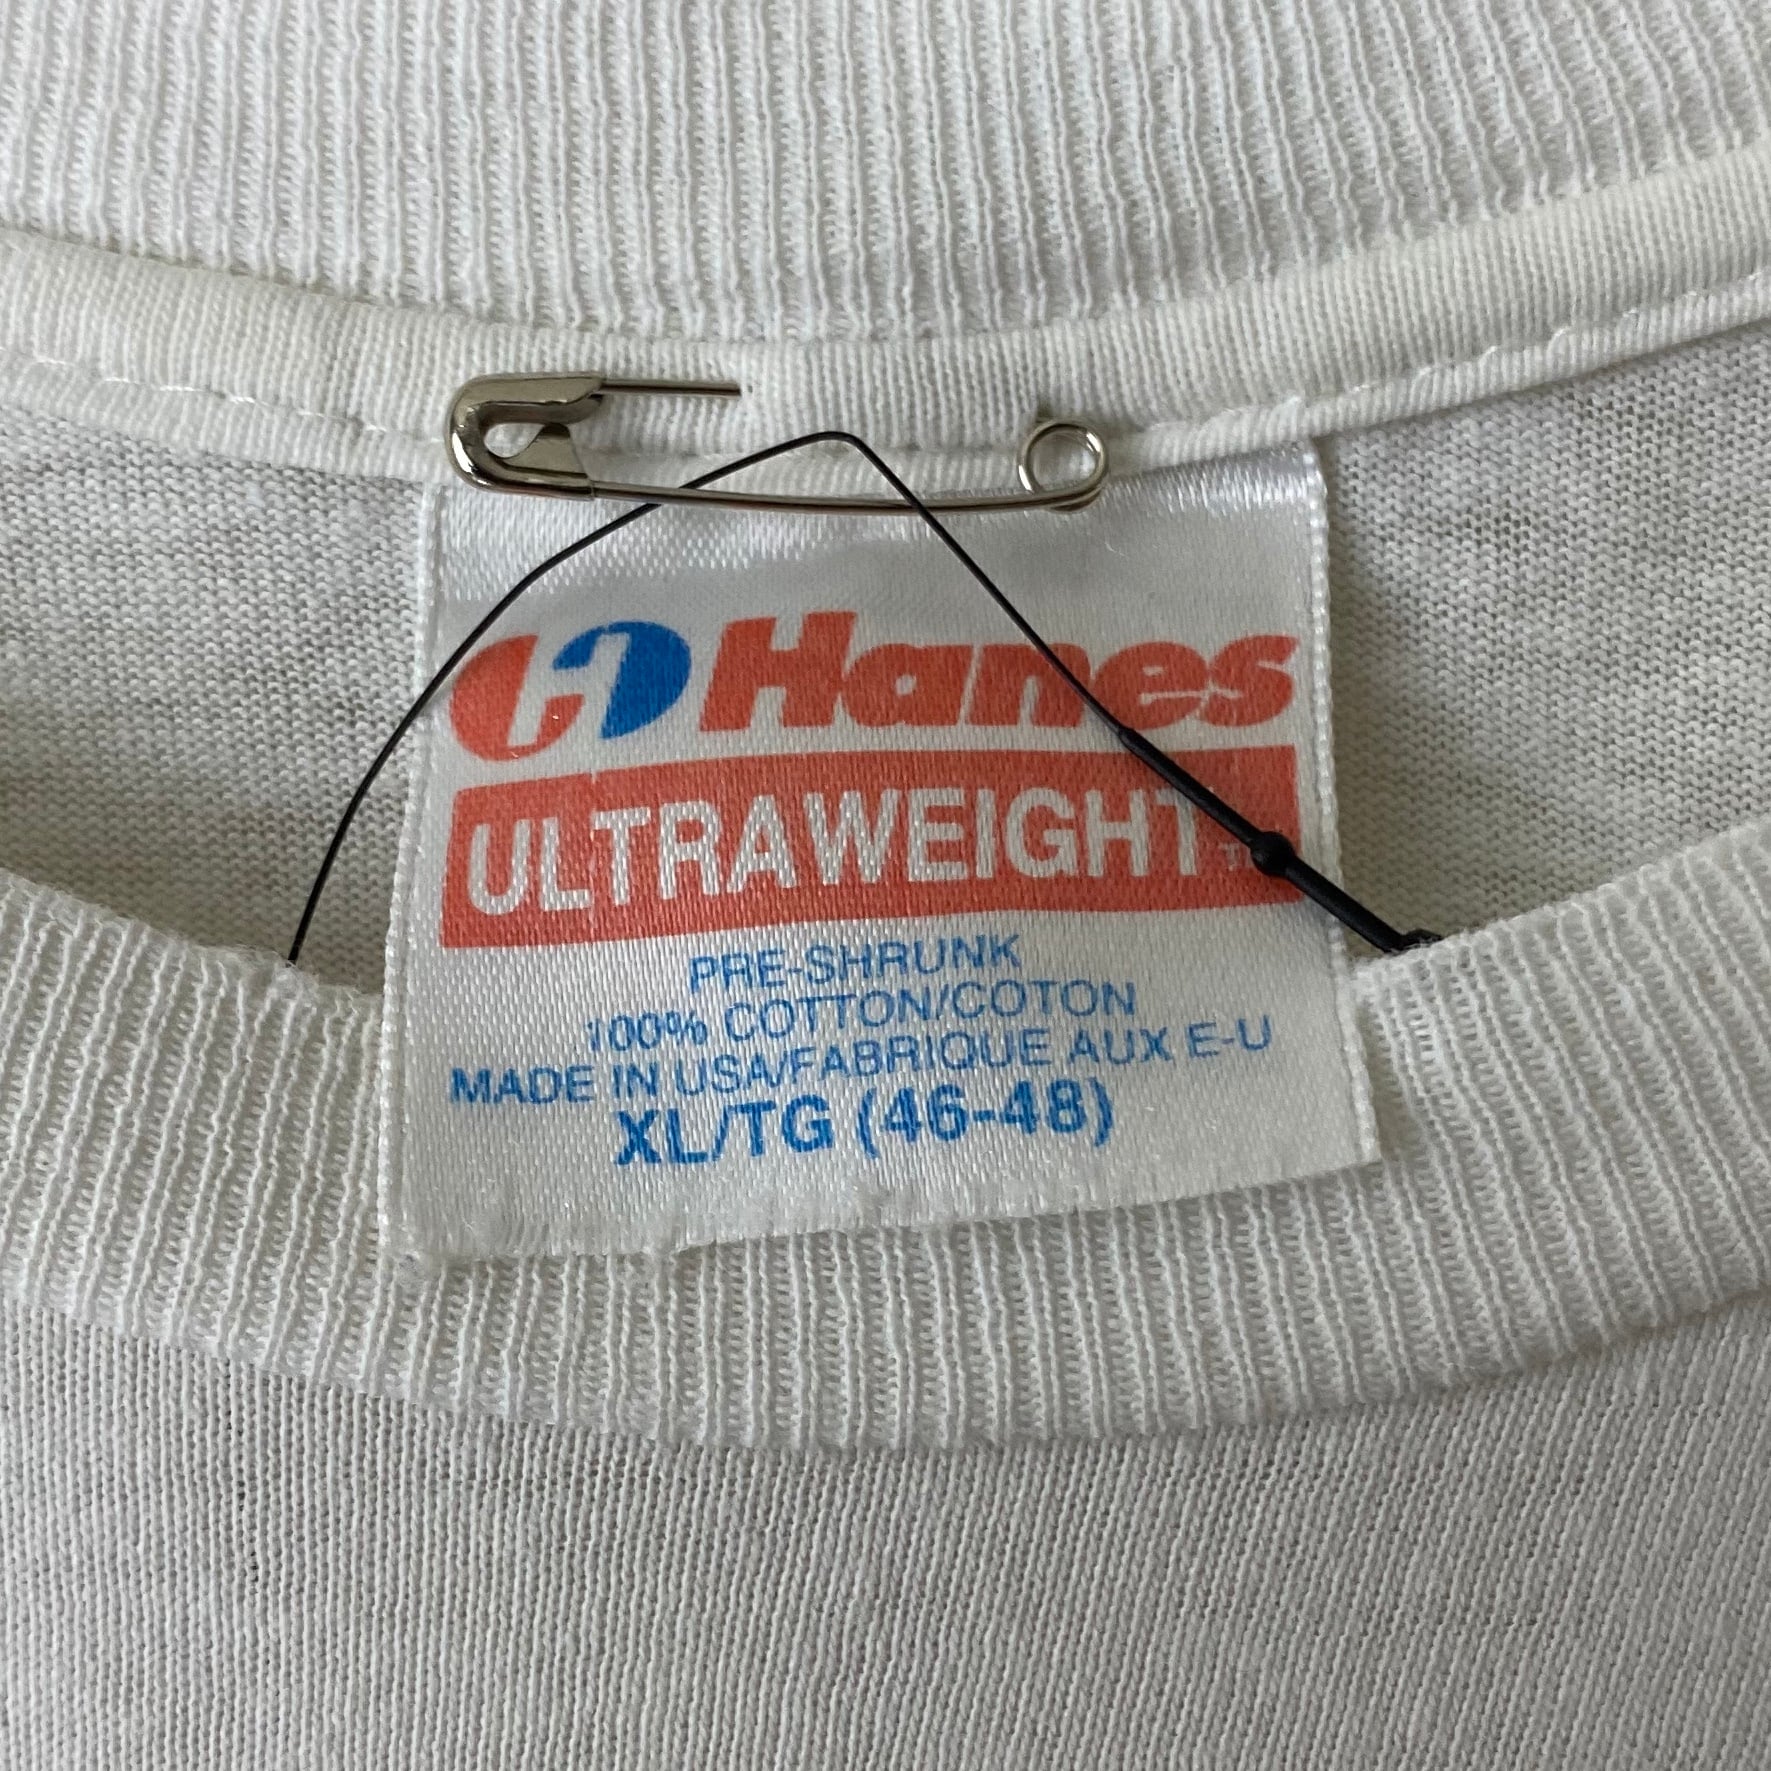 Hanes
ULTRAWEIGHT
PRE-SHRUNK
100% COTTON/COTON
MADE IN USA/FABRIQUE AUX E-U
XL/TG (46-48)